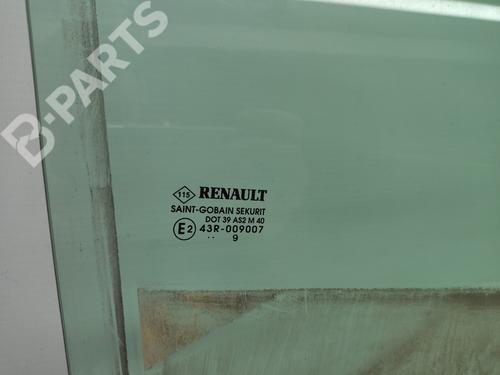 B-PARTS
115 RENAULT
SAINT-GOBAIN SEKURIT
DOT 39 AS2 M 40
E2 43R-009007
.. 9